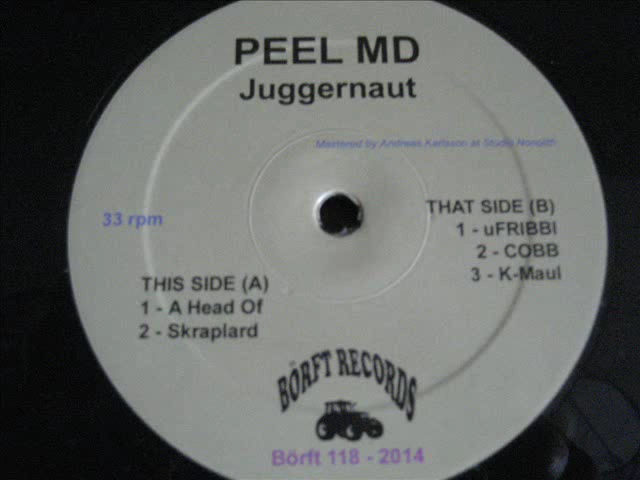 PEEL MD
Juggernaut
Mastered by Andreas Karlsson at Studio Nonolith
33 rpm
THIS SIDE (A)
1 - A Head Of
2 - Skraplard
THAT SIDE (B)
1 - uFRIBBI
2 - COBB
3 - K-Maul
BÖRFT RECORDS
Börft 118 - 2014